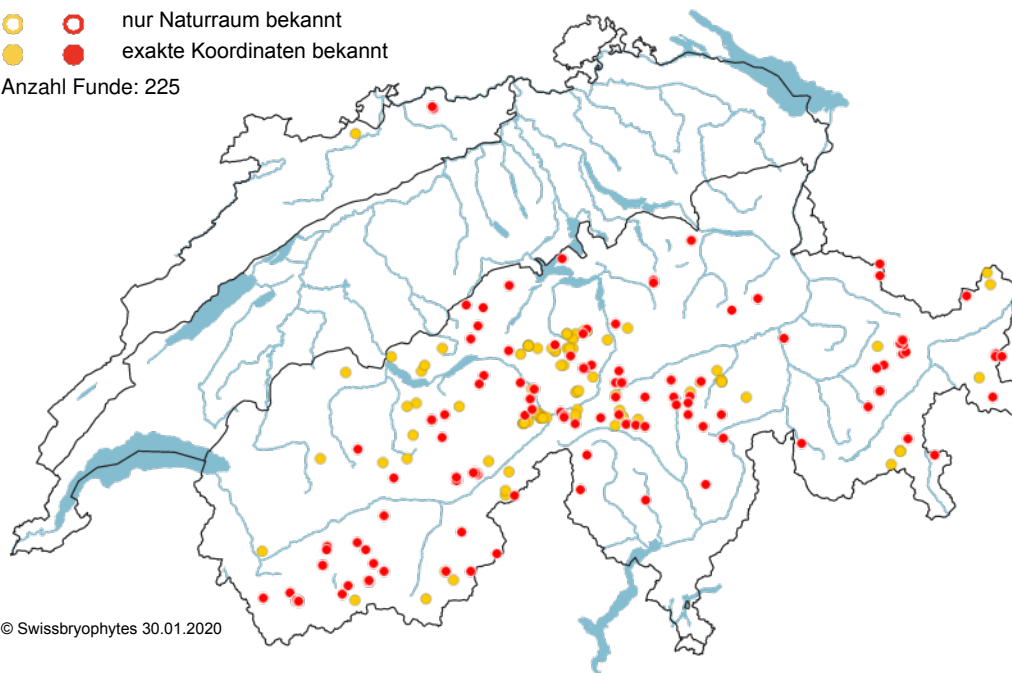 nur Naturraum bekannt
exakte Koordinaten bekannt
Anzahl Funde: 225
© Swissbryophytes 30.01.2020